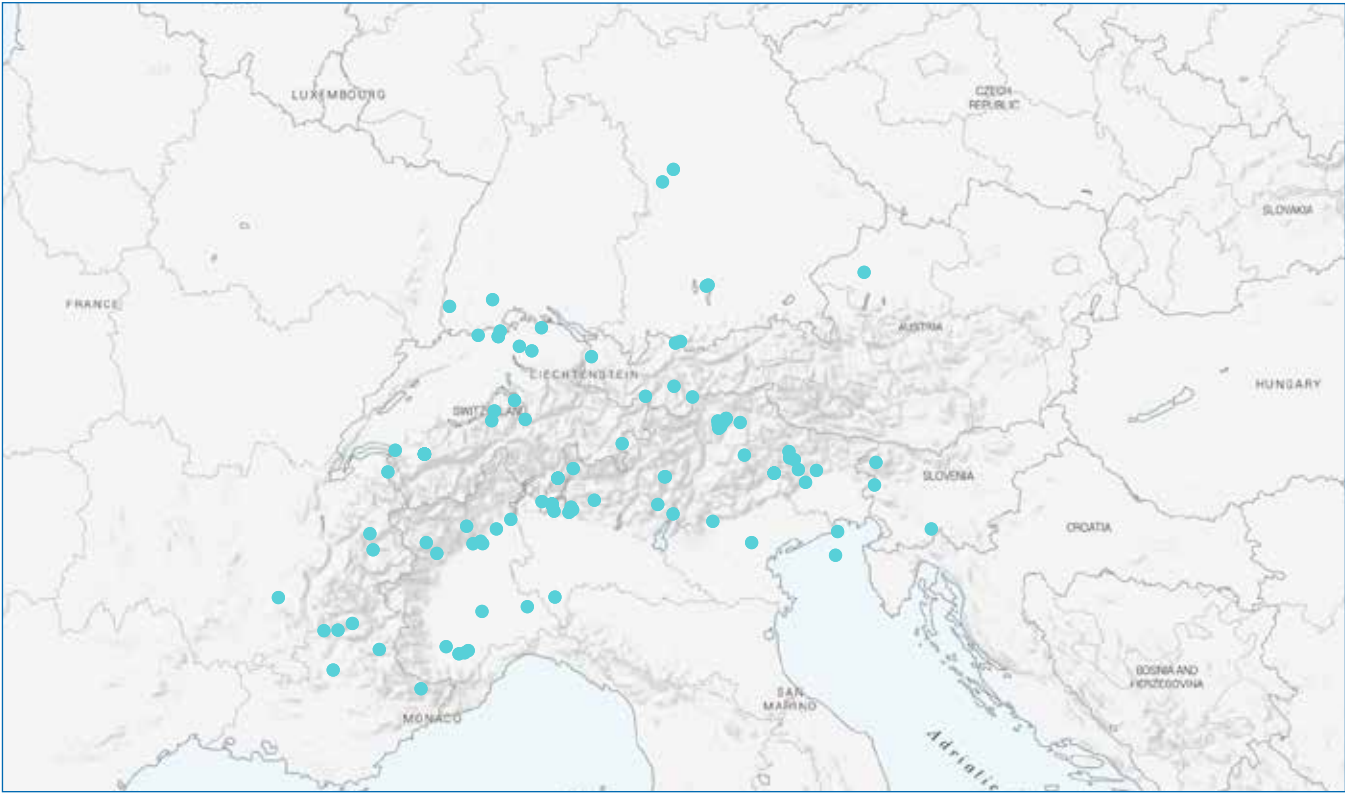 LUXEMBOURG
CZECH
REPUBLIC
SLOVAKIA
FRANCE
AUSTRIA
LIECHTENSTEIN
HUNGARY
SWITZERLAND
SLOVENIA
CROATIA
BOSNIA AND
HERZEGOVINA
SAN
MARINO
MONACO
Adriatic